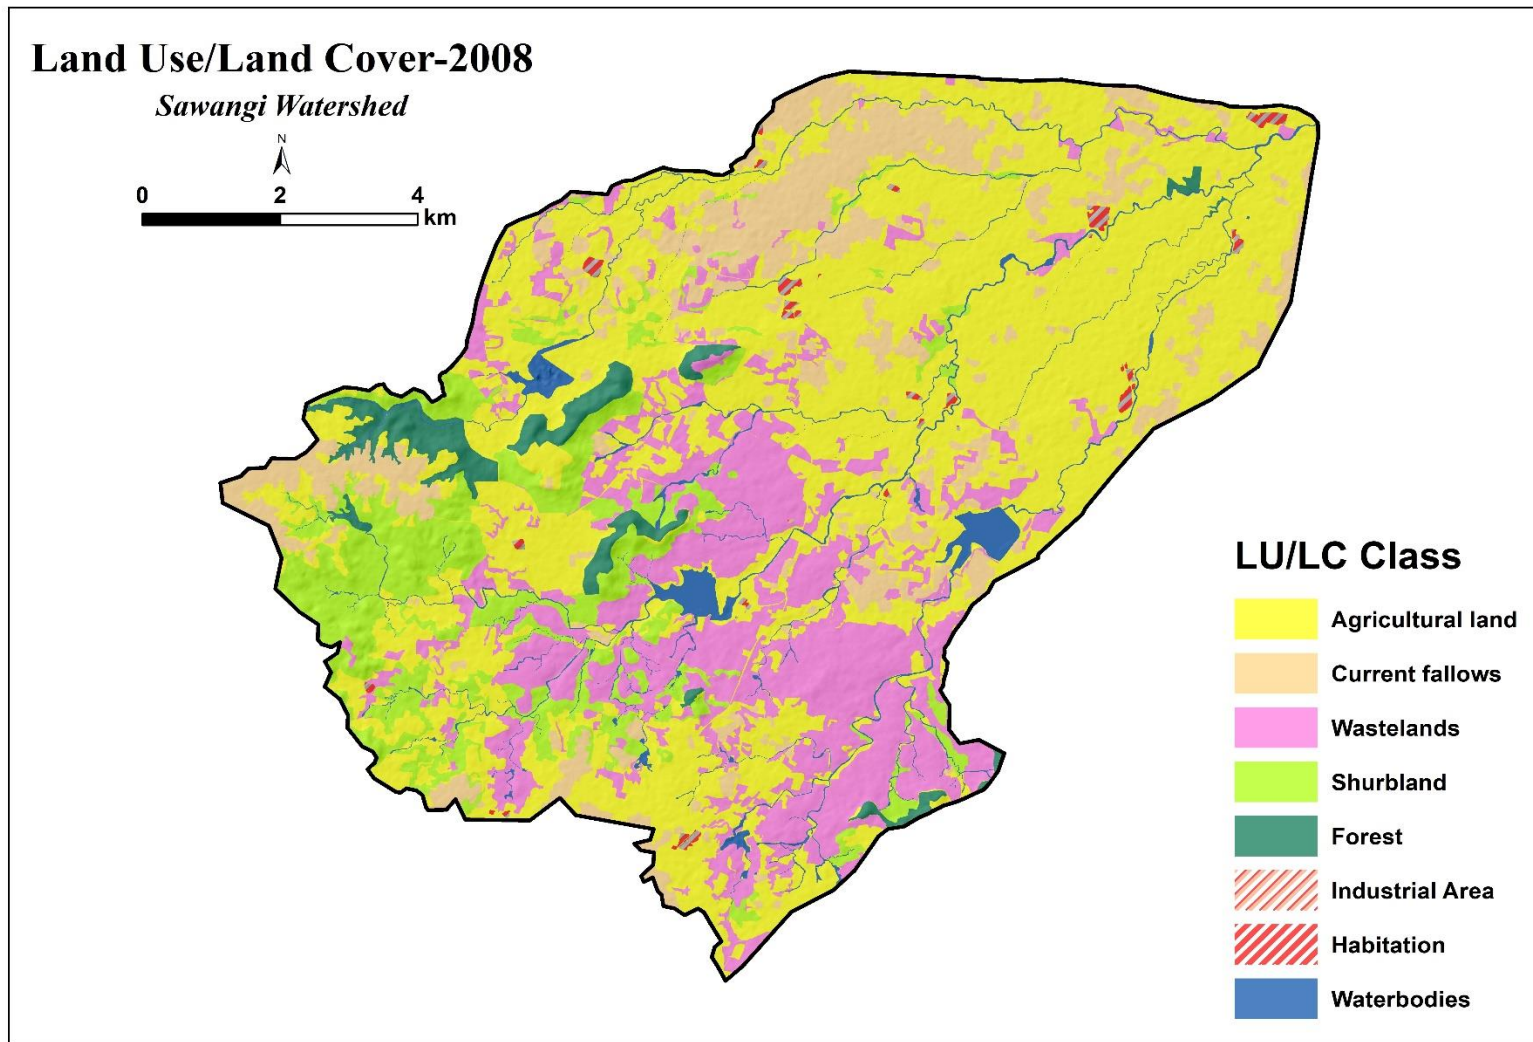 Land Use/Land Cover-2008
Sawangi Watershed
N
0 2 4
km
LU/LC Class
Agricultural land
Current fallows
Wastelands
Shurbland
Forest
Industrial Area
Habitation
Waterbodies